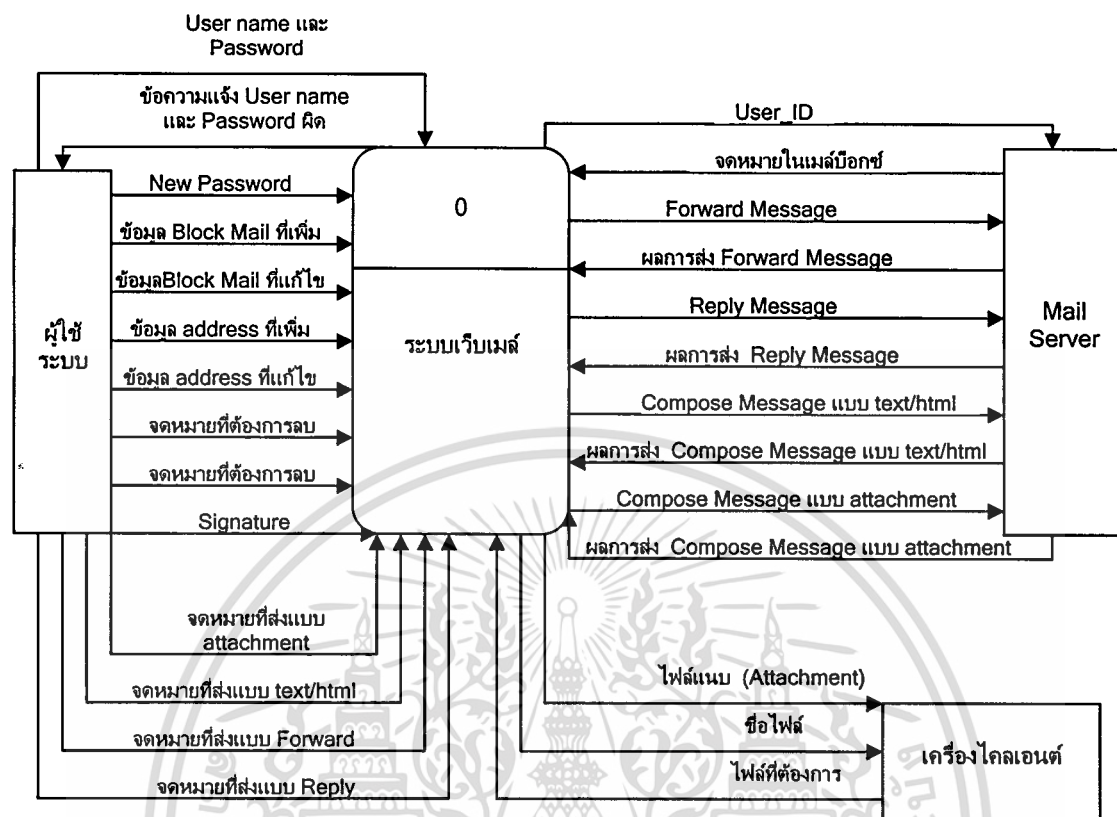 User name และ
Password
ข้อความแจ้ง User name
และ Password ผิด
User_ID
จดหมายในเมล์บ๊อกซ์
New Password
0
Forward Message
ข้อมูล Block Mail ที่เพิ่ม
ผลการส่ง Forward Message
ข้อมูลBlock Mail ที่แก้ไข
Reply Message
ผู้ใช้
ระบบ
ข้อมูล address ที่เพิ่ม
ระบบเว็บเมล์
Mail
Server
ผลการส่ง Reply Message
ข้อมูล address ที่แก้ไข
Compose Message แบบ text/html
จดหมายที่ต้องการลบ
ผลการส่ง Compose Message แบบ text/html
จดหมายที่ต้องการลบ
Compose Message แบบ attachment
Signature
ผลการส่ง Compose Message แบบ attachment
จดหมายที่ส่งแบบ
attachment
จดหมายที่ส่งแบบ text/html
จดหมายที่ส่งแบบ Forward
จดหมายที่ส่งแบบ Reply
ไฟล์แนบ (Attachment)
ชื่อไฟล์
ไฟล์ที่ต้องการ
เครื่องไคลเอนต์